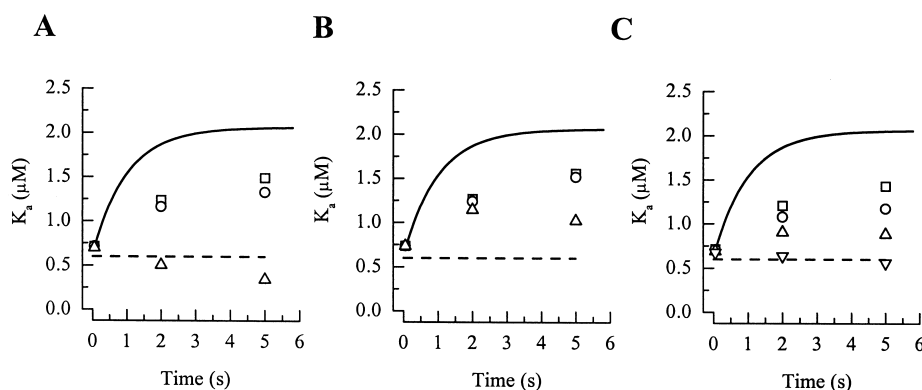 A B C
2.5 2.5 2.5
2.0 2.0 2.0
1.5 1.5 1.5
1.0 1.0 1.0
0.5 0.5 0.5
0.0 0.0 0.0
Ka (μM) Ka (μM) Ka (μM)
0 1 2 3 4 5 6 0 1 2 3 4 5 6 0 1 2 3 4 5 6
Time (s) Time (s) Time (s)